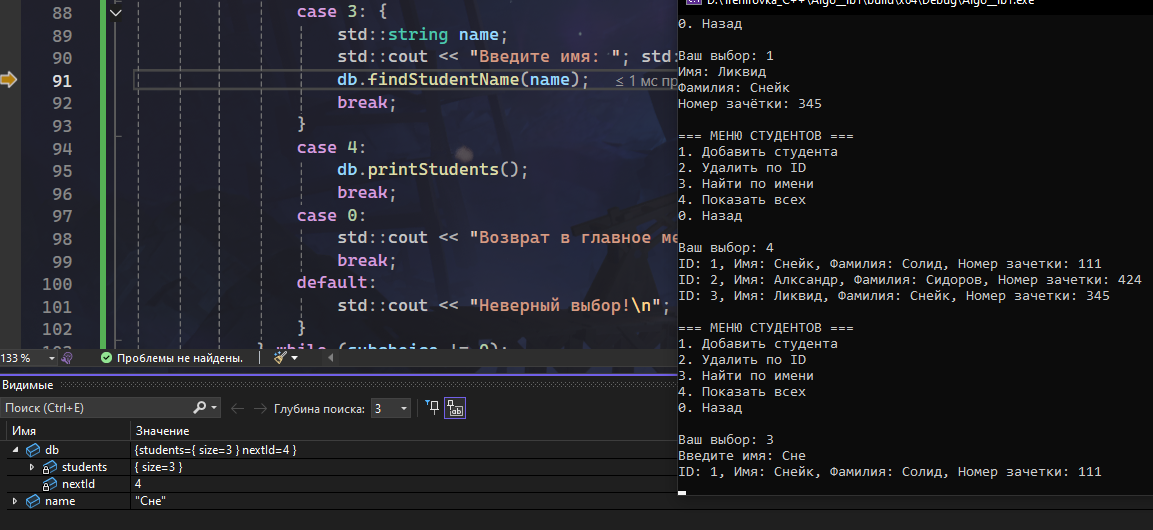 88 case 3: {
89 std::string name;
90 std::cout << "Введите имя: "; std:
91 db.findStudentName(name); ≤ 1 мс пр
92 break;
93 }
94 case 4:
95 db.printStudents();
96 break;
97 case 0:
98 std::cout << "Возврат в главное ме
99 break;
100 default:
101 std::cout << "Неверный выбор!\n";
102 }
133 %
Проблемы не найдены.
Видимые
Поиск (Ctrl+E)
Глубина поиска: 3
Имя Значение
db {students={ size=3 } nextId=4 }
students { size=3 }
nextId 4
name "Сне"
0. Назад
Ваш выбор: 1
Имя: Ликвид
Фамилия: Снейк
Номер зачётки: 345
=== МЕНЮ СТУДЕНТОВ ===
1. Добавить студента
2. Удалить по ID
3. Найти по имени
4. Показать всех
0. Назад
Ваш выбор: 4
ID: 1, Имя: Снейк, Фамилия: Солид, Номер зачетки: 111
ID: 2, Имя: Алксандр, Фамилия: Сидоров, Номер зачетки: 424
ID: 3, Имя: Ликвид, Фамилия: Снейк, Номер зачетки: 345
=== МЕНЮ СТУДЕНТОВ ===
1. Добавить студента
2. Удалить по ID
3. Найти по имени
4. Показать всех
0. Назад
Ваш выбор: 3
Введите имя: Сне
ID: 1, Имя: Снейк, Фамилия: Солид, Номер зачетки: 111